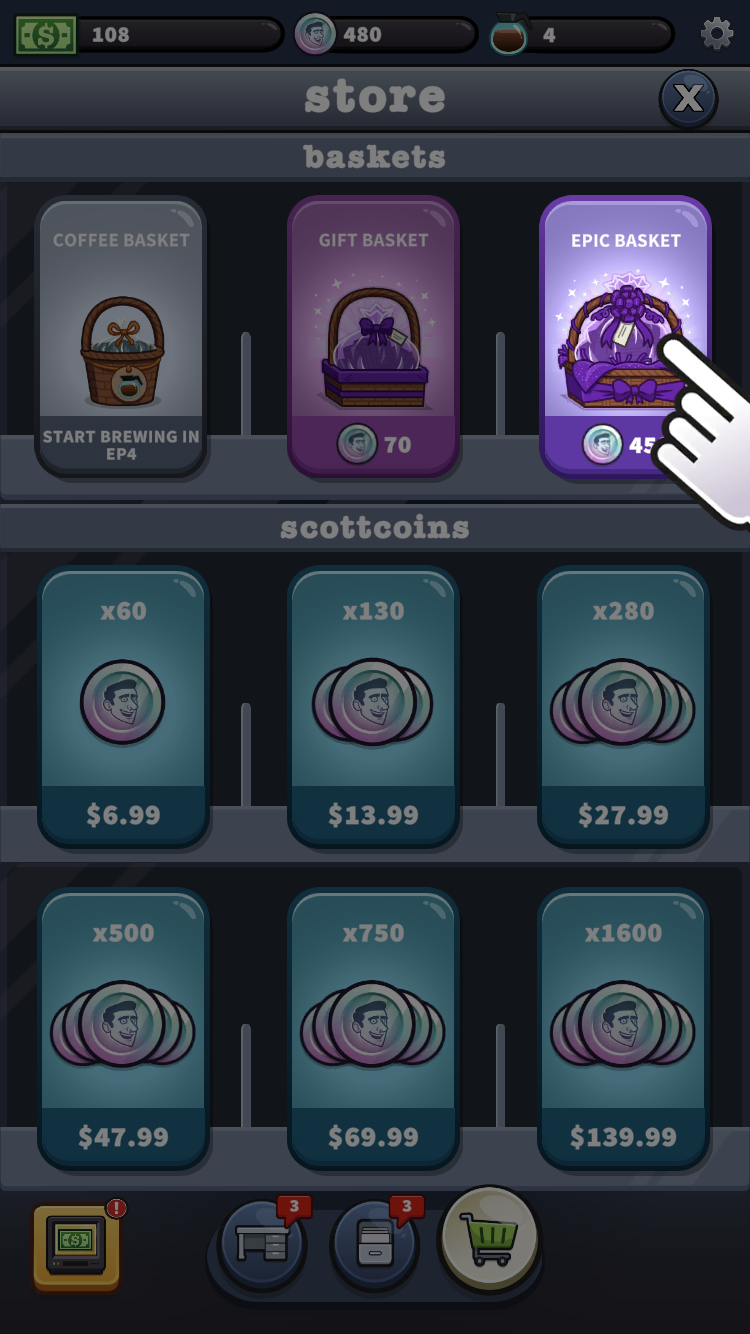 108
480
4
store
X
baskets
COFFEE BASKET
GIFT BASKET
EPIC BASKET
START BREWING IN
EP4
70
scottcoins
x60
x130
x280
$6.99
$13.99
$27.99
x500
x750
x1600
$47.99
$69.99
$139.99
!
3
3